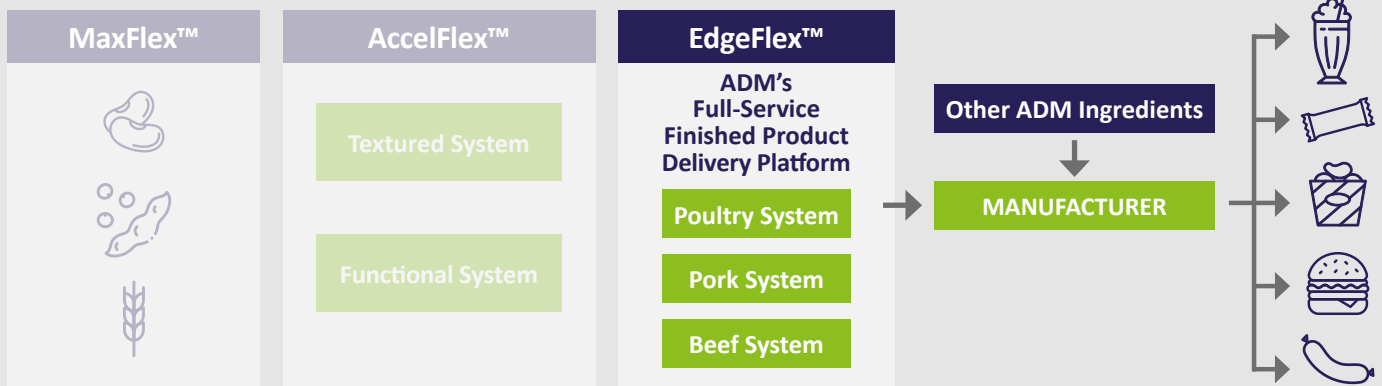 MaxFlex™
AccelFlex™
Textured System
Functional System
EdgeFlex™
ADM's
Full-Service
Finished Product
Delivery Platform
Poultry System
Pork System
Beef System
Other ADM Ingredients
MANUFACTURER